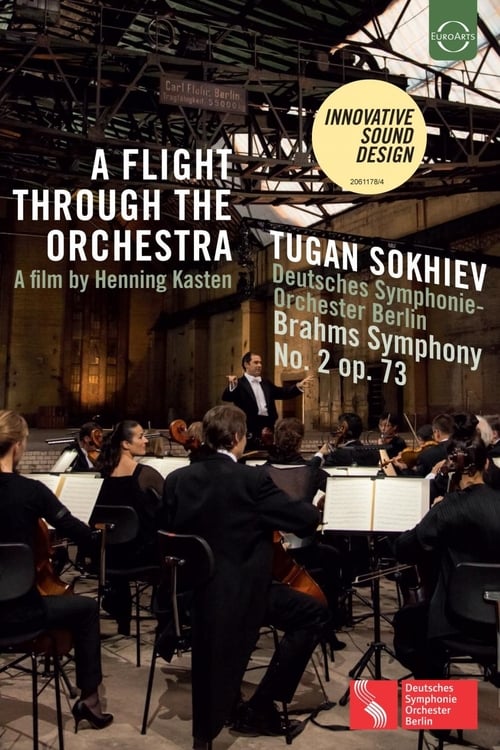 EUROARTS
Carl Flohr, Berlin
INNOVATIVE
SOUND
DESIGN
2061178/4
A FLIGHT
THROUGH THE
ORCHESTRA
A film by Henning Kasten
TUGAN SOKHIEV
Deutsches Symphonie-
Orchester Berlin
Brahms Symphony
No. 2 op. 73
Deutsches
Symphonie
Orchester
Berlin